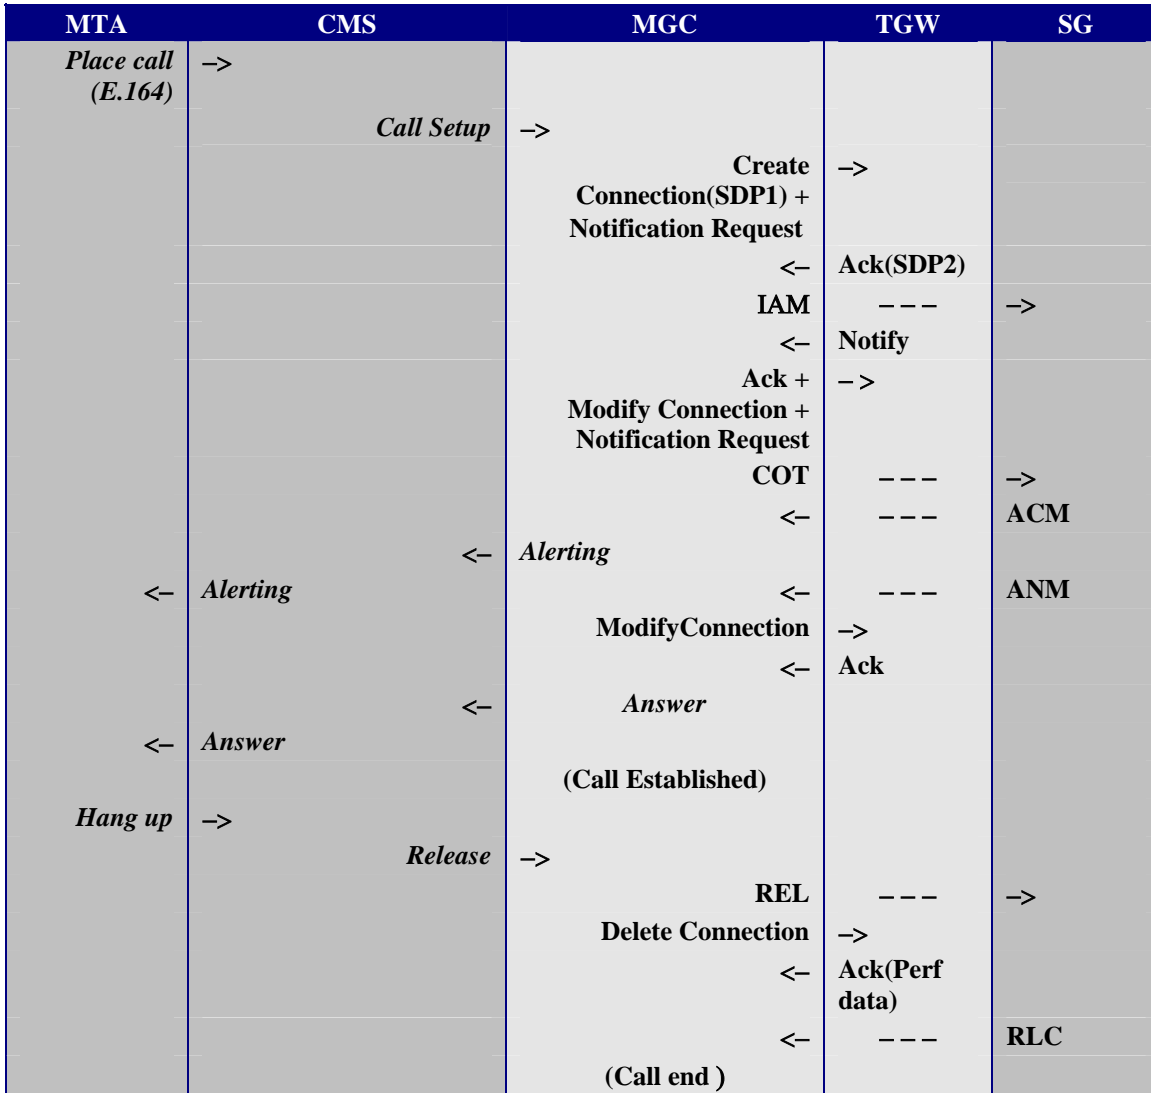 MTA CMS MGC TGW SG
Place call –>
(E.164)
Call Setup –>
Create –>
Connection(SDP1) +
Notification Request
<– Ack(SDP2)
IAM – – – –>
<– Notify
Ack + – >
Modify Connection +
Notification Request
COT – – – –>
<– – – – ACM
<– Alerting
<– Alerting <– – – – ANM
ModifyConnection –>
<– Ack
<– Answer
<– Answer
(Call Established)
Hang up –>
Release –>
REL – – – –>
Delete Connection –>
<– Ack(Perf
data)
<– – – – RLC
(Call end )